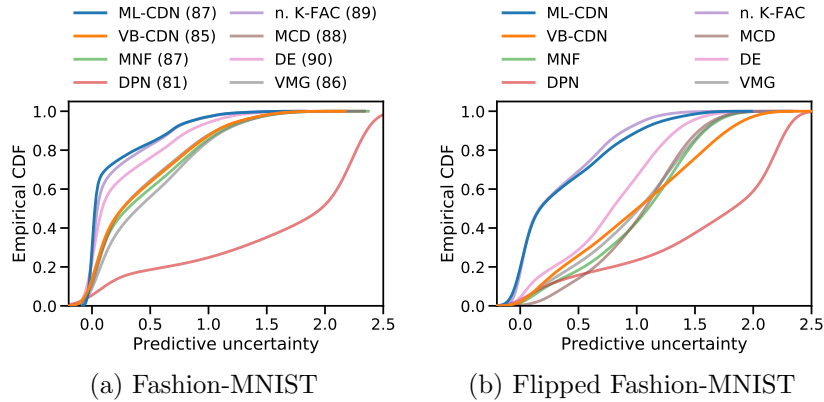 ML-CDN (87) n. K-FAC (89)
VB-CDN (85) MCD (88)
MNF (87) DE (90)
DPN (81) VMG (86)
1.0
0.8
0.6
0.4
0.2
0.0
Empirical CDF
0.0 0.5 1.0 1.5 2.0 2.5
Predictive uncertainty
(a) Fashion-MNIST
ML-CDN n. K-FAC
VB-CDN MCD
MNF DE
DPN VMG
1.0
0.8
0.6
0.4
0.2
0.0
Empirical CDF
0.0 0.5 1.0 1.5 2.0 2.5
Predictive uncertainty
(b) Flipped Fashion-MNIST